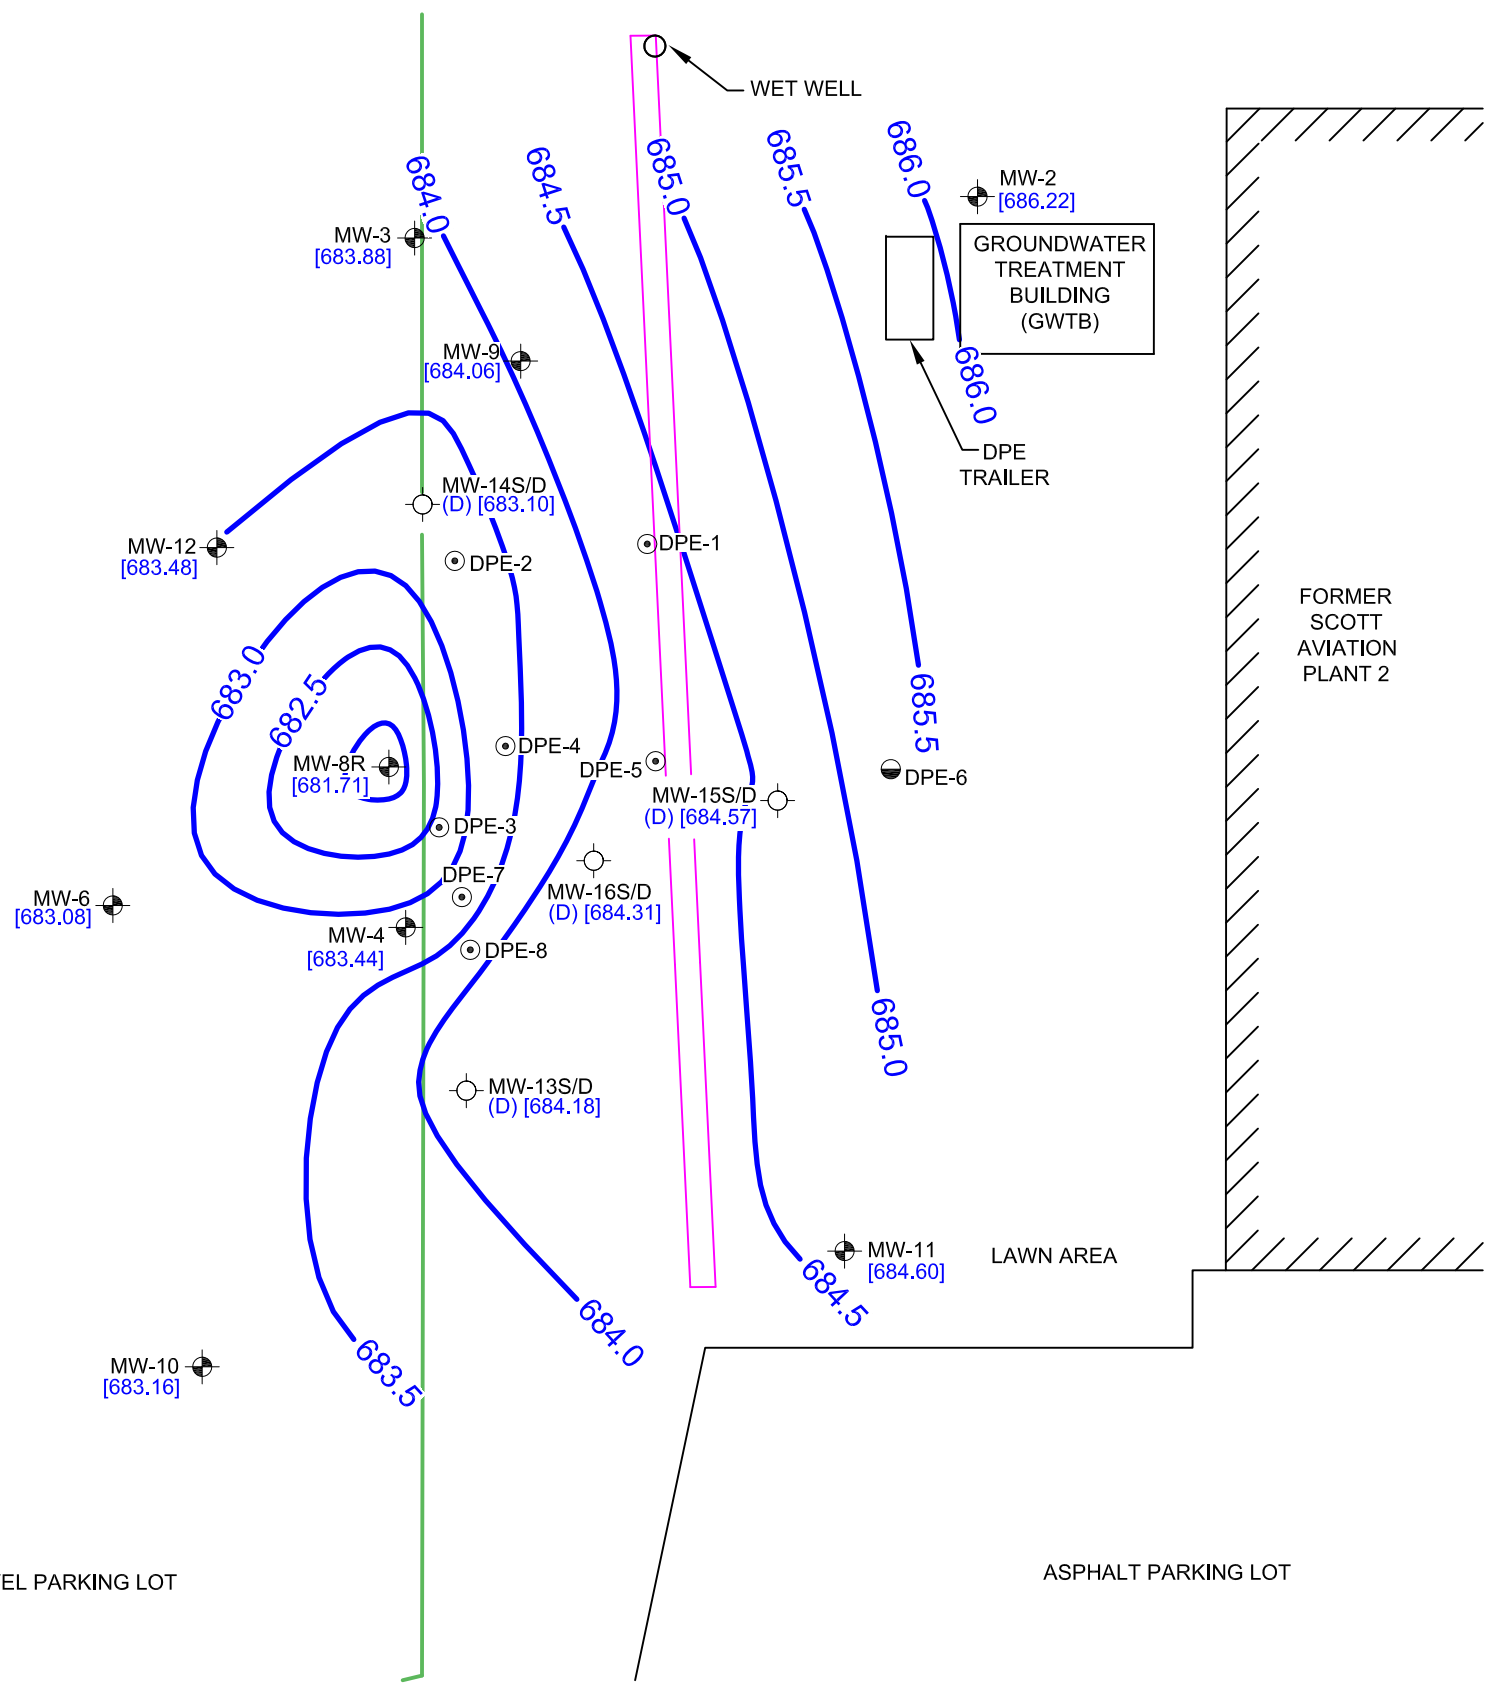 WET WELL
684.0
684.5
685.0
685.5
686.0
MW-2
[686.22]
MW-3
[683.88]
GROUNDWATER
TREATMENT
BUILDING
(GWTB)
MW-9
[684.06]
686.0
DPE
TRAILER
MW-14S/D
(D) [683.10]
MW-12
[683.48]
DPE-2
DPE-1
FORMER
SCOTT
AVIATION
PLANT 2
683.0
682.5
685.5
DPE-4
DPE-5
DPE-6
MW-8R
[681.71]
MW-15S/D
(D) [684.57]
DPE-3
DPE-7
MW-16S/D
(D) [684.31]
MW-6
[683.08]
MW-4
[683.44]
DPE-8
685.0
MW-13S/D
(D) [684.18]
MW-11
[684.60]
LAWN AREA
684.5
684.0
683.5
MW-10
[683.16]
EL PARKING LOT
ASPHALT PARKING LOT